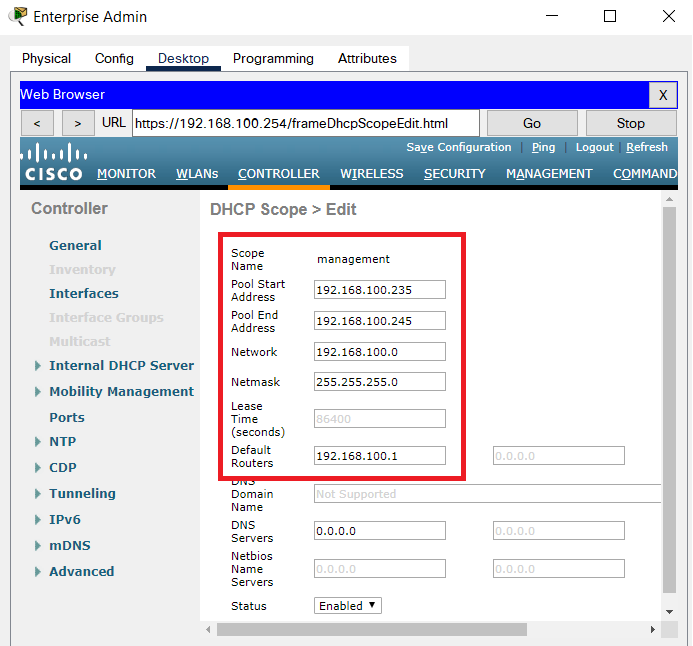 Enterprise Admin
Physical Config Desktop Programming Attributes
Web Browser X
< > URL https://192.168.100.254/frameDhcpScopeEdit.html Go Stop
Save Configuration Ping Logout Refresh
CISCO MONITOR WLANs CONTROLLER WIRELESS SECURITY MANAGEMENT COMMAND
Controller
General
Inventory
Interfaces
Interface Groups
Multicast
Internal DHCP Server
Mobility Management
Ports
NTP
CDP
Tunneling
IPv6
mDNS
Advanced
DHCP Scope > Edit
Scope
Name management
Pool Start
Address 192.168.100.235
Pool End
Address 192.168.100.245
Network 192.168.100.0
Netmask 255.255.255.0
Lease
Time
(seconds) 86400
Default
Routers 192.168.100.1 0.0.0.0
DNS
Domain
Name Not Supported
DNS
Servers 0.0.0.0 0.0.0.0
Netbios
Name
Servers 0.0.0.0 0.0.0.0
Status Enabled